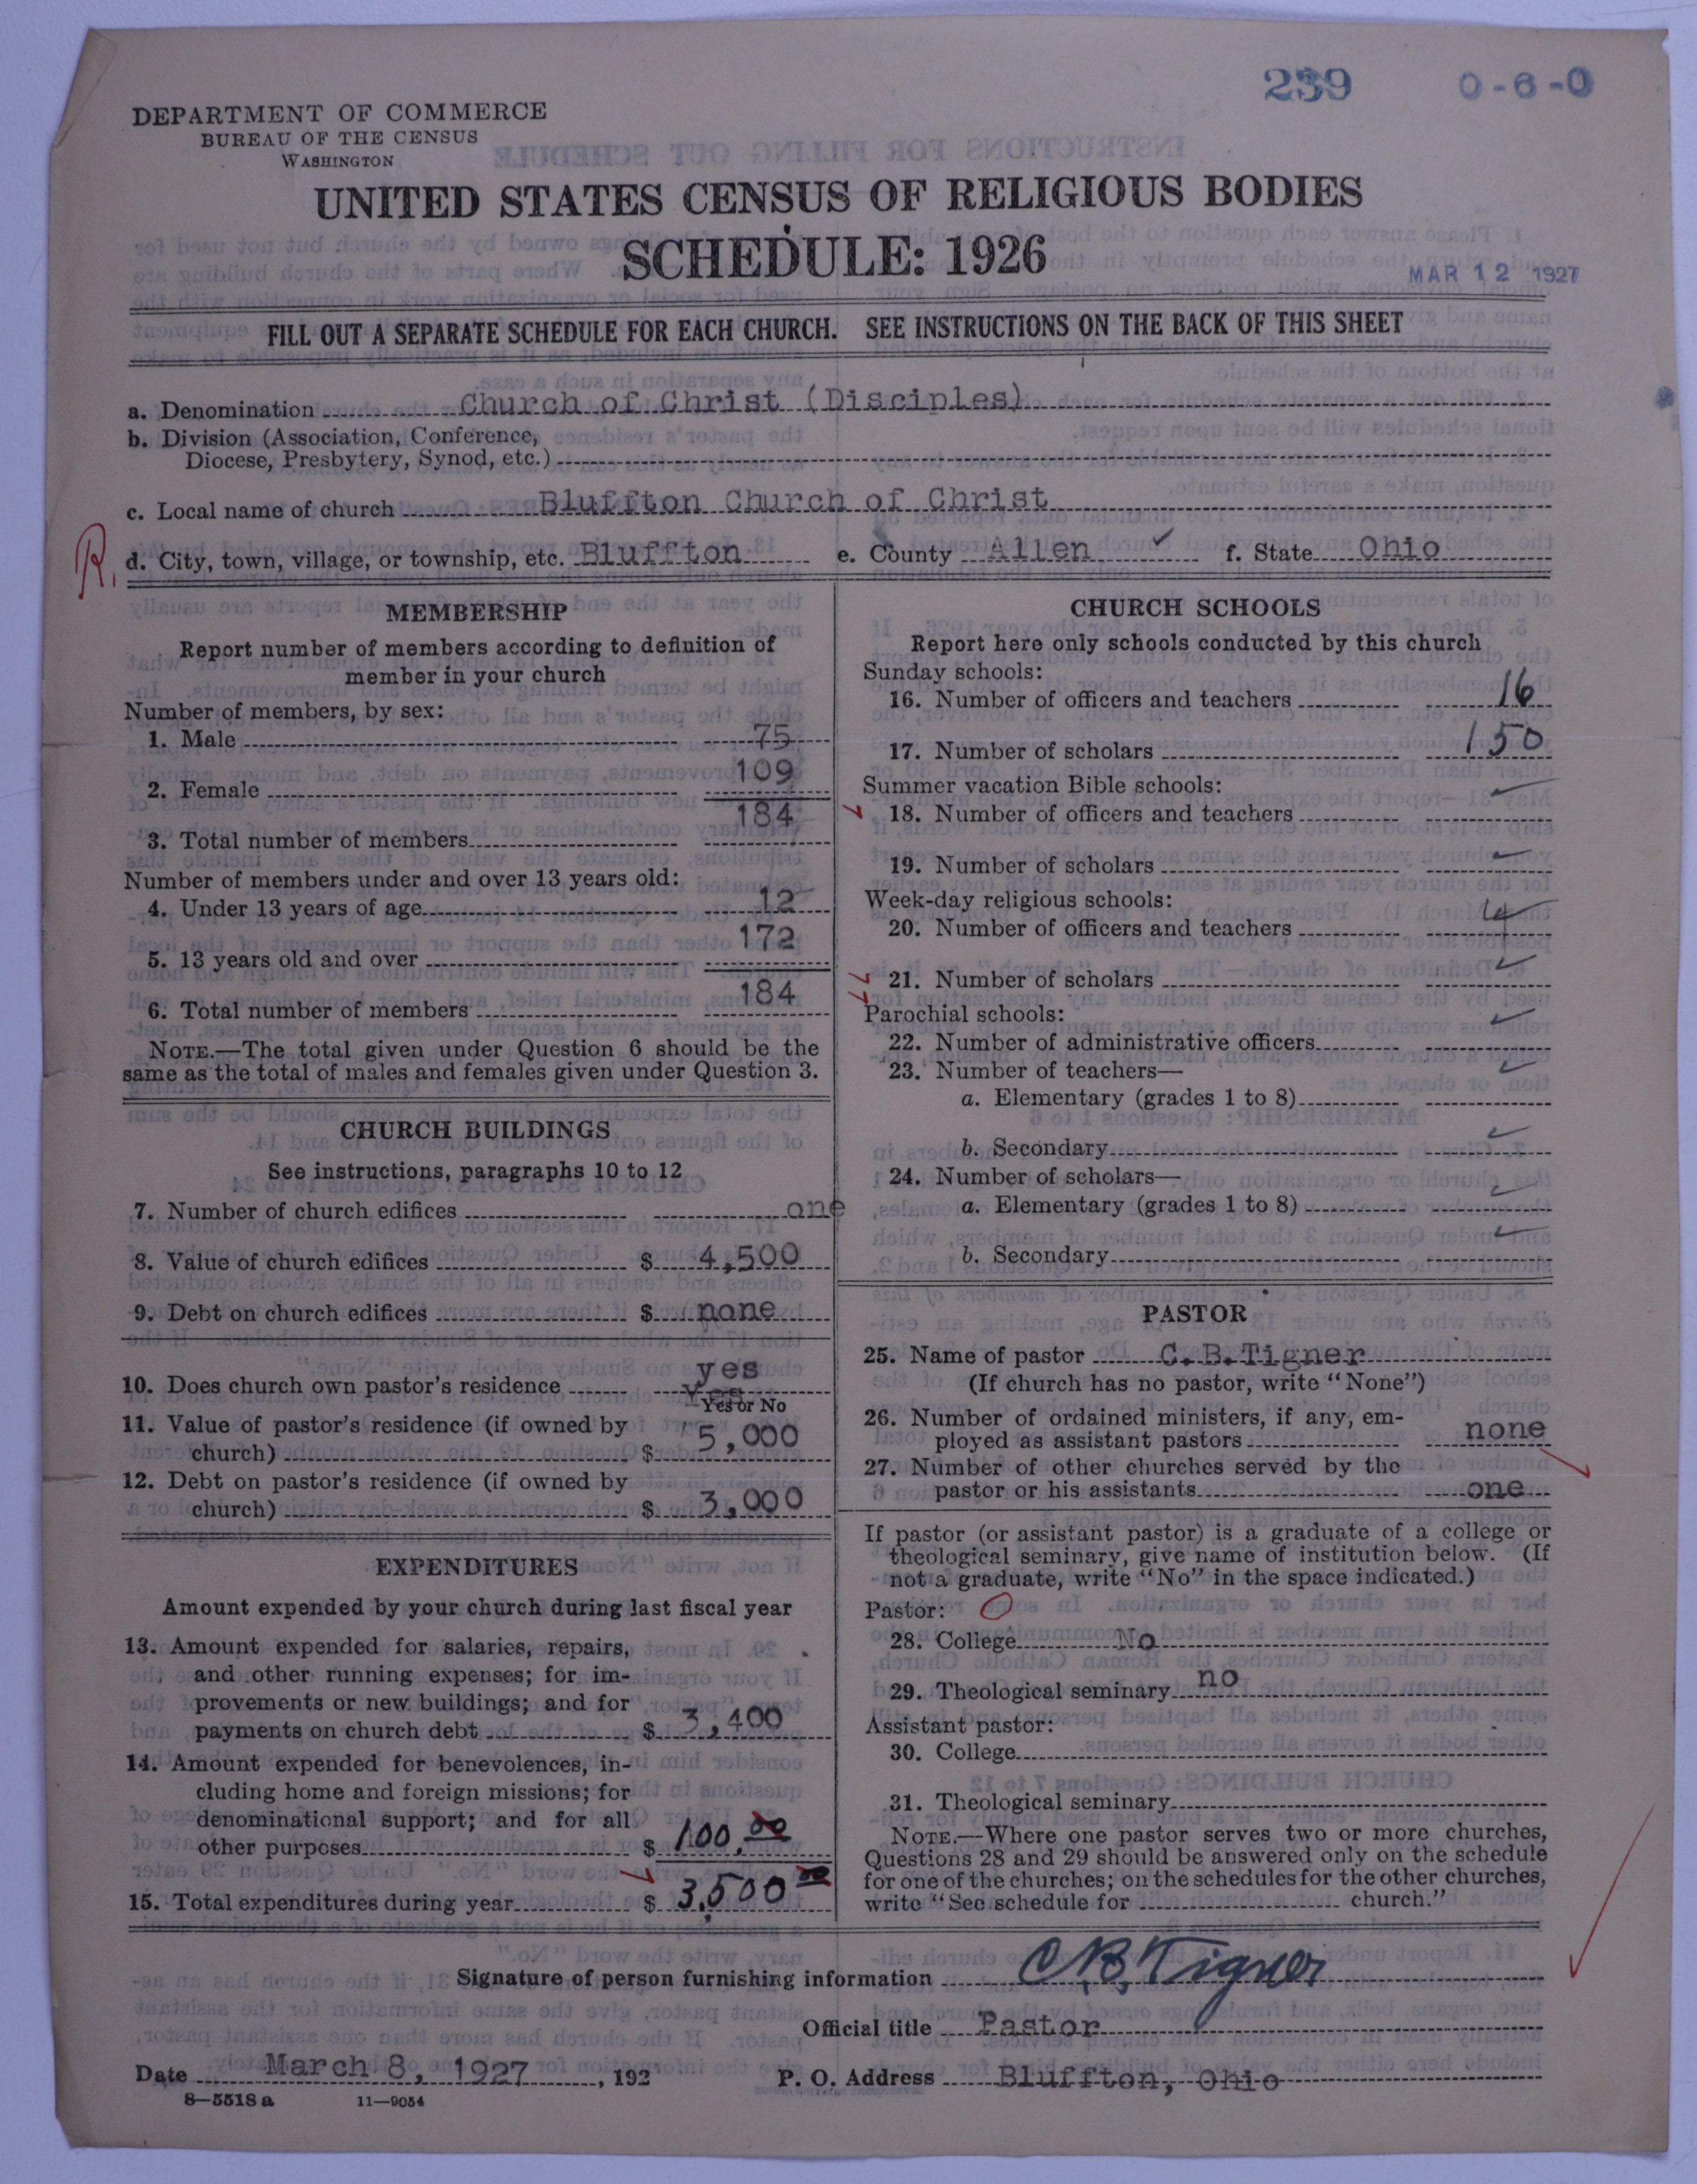 239 0-6-0
DEPARTMENT OF COMMERCE
BUREAU OF THE CENSUS
WASHINGTON
UNITED STATES CENSUS OF RELIGIOUS BODIES
SCHEDULE: 1926
MAR 12 1927
FILL OUT A SEPARATE SCHEDULE FOR EACH CHURCH. SEE INSTRUCTIONS ON THE BACK OF THIS SHEET
a. Denomination Church of Christ (Disciples)
b. Division (Association, Conference,
Diocese, Presbytery, Synod, etc.)
c. Local name of church Bluffton Church of Christ
R. d. City, town, village, or township, etc. Bluffton e. County Allen ✓ f. State Ohio
MEMBERSHIP
Report number of members according to definition of
member in your church
Number of members, by sex:
1. Male 75
2. Female 109
3. Total number of members 184
Number of members under and over 13 years old:
4. Under 13 years of age 12
5. 13 years old and over 172
6. Total number of members 184
NOTE.—The total given under Question 6 should be the
same as the total of males and females given under Question 3.
CHURCH BUILDINGS
See instructions, paragraphs 10 to 12
7. Number of church edifices one
8. Value of church edifices $ 4,500
9. Debt on church edifices $ none
10. Does church own pastor's residence yes
Yes
Yes or No
11. Value of pastor's residence (if owned by
church) $ 5,000
12. Debt on pastor's residence (if owned by
church) $ 3,000
EXPENDITURES
Amount expended by your church during last fiscal year
13. Amount expended for salaries, repairs,
and other running expenses; for im-
provements or new buildings; and for
payments on church debt $ 3,400
14. Amount expended for benevolences, in-
cluding home and foreign missions; for
denominational support; and for all
other purposes $ 100.00
15. Total expenditures during year $ 3,500 00
CHURCH SCHOOLS
Report here only schools conducted by this church
Sunday schools:
16. Number of officers and teachers 16
17. Number of scholars 150
Summer vacation Bible schools:
18. Number of officers and teachers
19. Number of scholars
Week-day religious schools:
20. Number of officers and teachers
21. Number of scholars
Parochial schools:
22. Number of administrative officers
23. Number of teachers—
a. Elementary (grades 1 to 8)
b. Secondary
24. Number of scholars—
a. Elementary (grades 1 to 8)
b. Secondary
PASTOR
25. Name of pastor C. B. Tigner
(If church has no pastor, write "None")
26. Number of ordained ministers, if any, em-
ployed as assistant pastors none
27. Number of other churches served by the
pastor or his assistants one
If pastor (or assistant pastor) is a graduate of a college or
theological seminary, give name of institution below. (If
not a graduate, write "No" in the space indicated.)
Pastor: O
28. College No
29. Theological seminary no
Assistant pastor:
30. College
31. Theological seminary
NOTE.—Where one pastor serves two or more churches,
Questions 28 and 29 should be answered only on the schedule
for one of the churches; on the schedules for the other churches,
write "See schedule for church."
Signature of person furnishing information C B Tigner
Official title Pastor
Date March 8, 1927, 192 P. O. Address Bluffton, Ohio
8—5518 a 11—9054